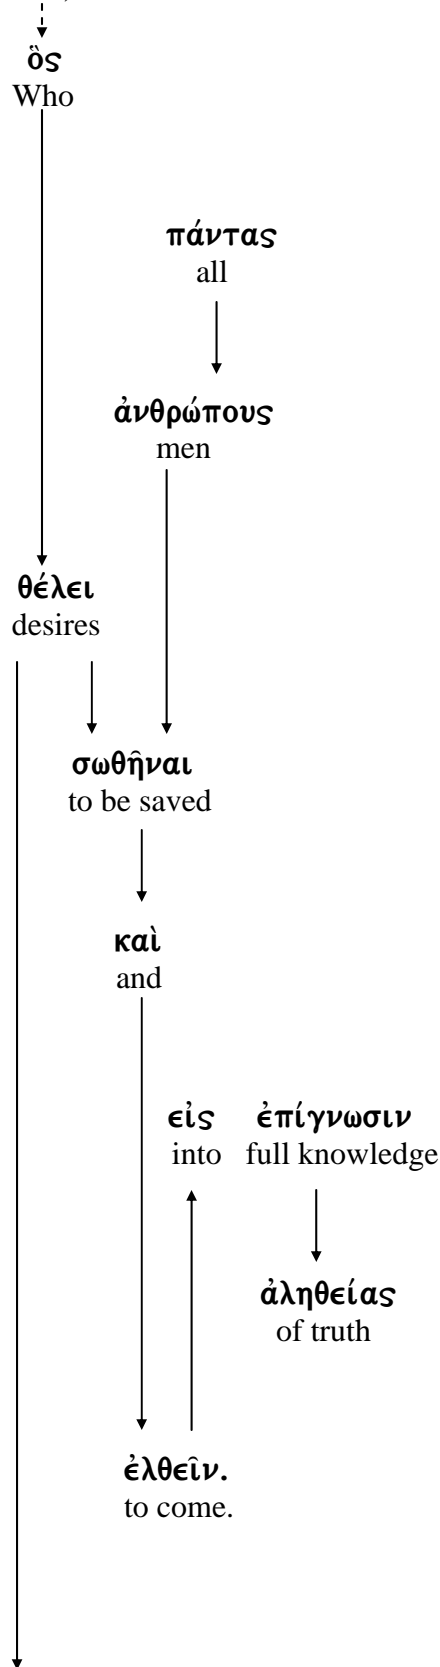 ὃς
Who
πάντας
all
ἀνθρώπους
men
θέλει
desires
σωθῆναι
to be saved
καὶ
and
εἰς ἐπίγνωσιν
into full knowledge
ἀληθείας
of truth
ἐλθεῖν.
to come.